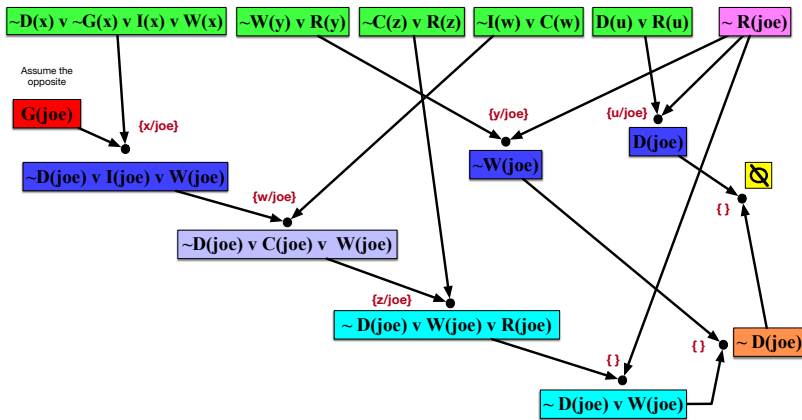 ~D(x) v ~G(x) v I(x) v W(x)
~W(y) v R(y)
~C(z) v R(z)
~I(w) v C(w)
D(u) v R(u)
~ R(joe)
Assume the
opposite
G(joe)
{x/joe}
{y/joe}
{u/joe}
D(joe)
~D(joe) v I(joe) v W(joe)
~W(joe)
Ø
{ }
{w/joe}
~D(joe) v C(joe) v W(joe)
{z/joe}
~ D(joe) v W(joe) v R(joe)
{ }
{ }
~ D(joe)
~ D(joe) v W(joe)